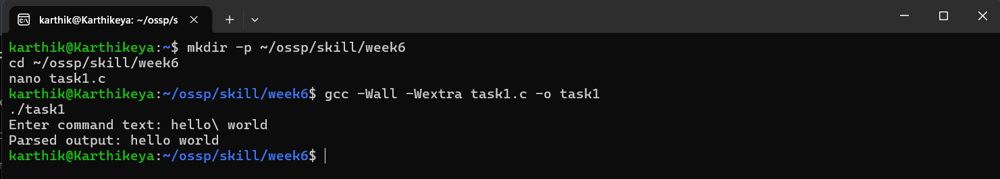 karthik@Karthikeya: ~/ossp/s
karthik@Karthikeya:~$ mkdir -p ~/ossp/skill/week6
cd ~/ossp/skill/week6
nano task1.c
karthik@Karthikeya:~/ossp/skill/week6$ gcc -Wall -Wextra task1.c -o task1
./task1
Enter command text: hello\ world
Parsed output: hello world
karthik@Karthikeya:~/ossp/skill/week6$